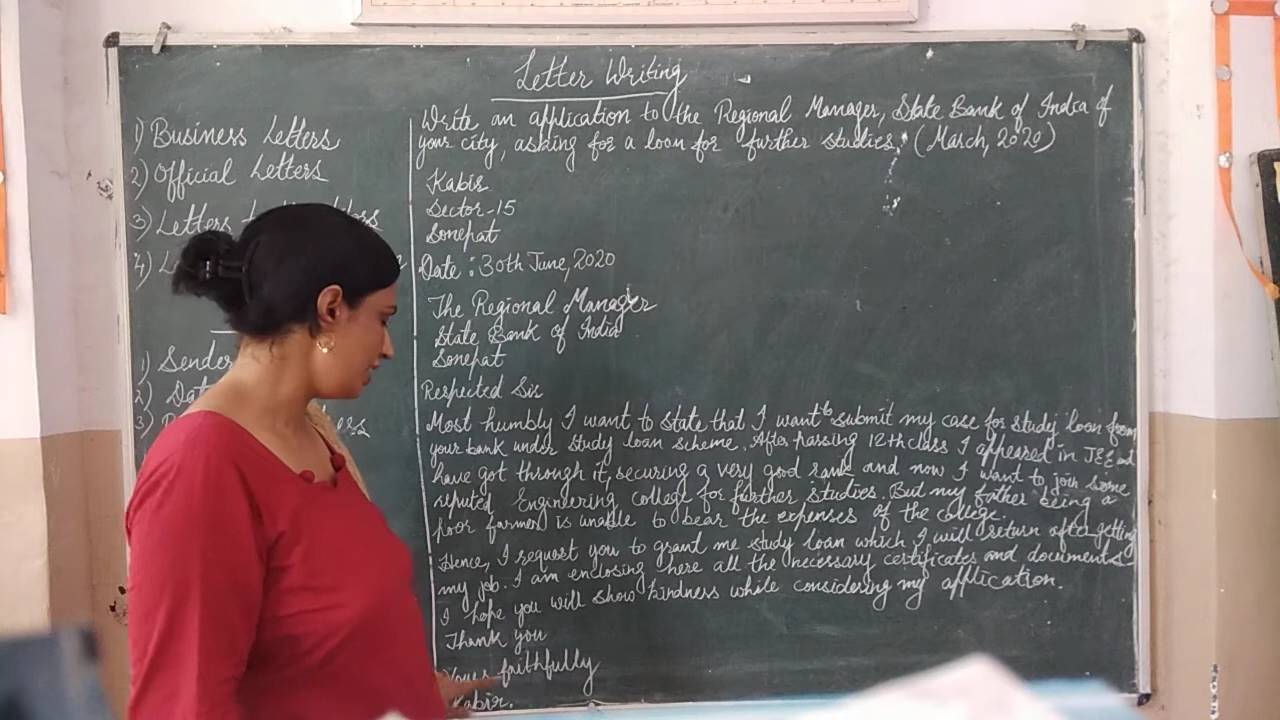 Letter Writing
1) Business Letters
2) Official Letters
3) Letters
4)
1) Sender
2)
3)
Write an application to the Regional Manager, State Bank of India of
your city, asking for a loan for further studies. (March, 2020)
Kabir
Sector-15
Sonepat
Date : 30th June, 2020
The Regional Manager
State Bank of India
Sonepat
Respected Sir
Most humbly I want to state that I want to submit my case for study loan from
your bank under study loan scheme. After passing 12th class I appeared in JEE and
have got through it, securing a very good rank and now I want to join some
reputed Engineering college for further studies. But my father being a
poor farmer is unable to bear the expenses of the college.
Hence, I request you to grant me study loan which I will return after getting
my job. I am enclosing here all the necessary certificates and documents
I hope you will show kindness while considering my application.
Thank you
Yours faithfully
Kabir.